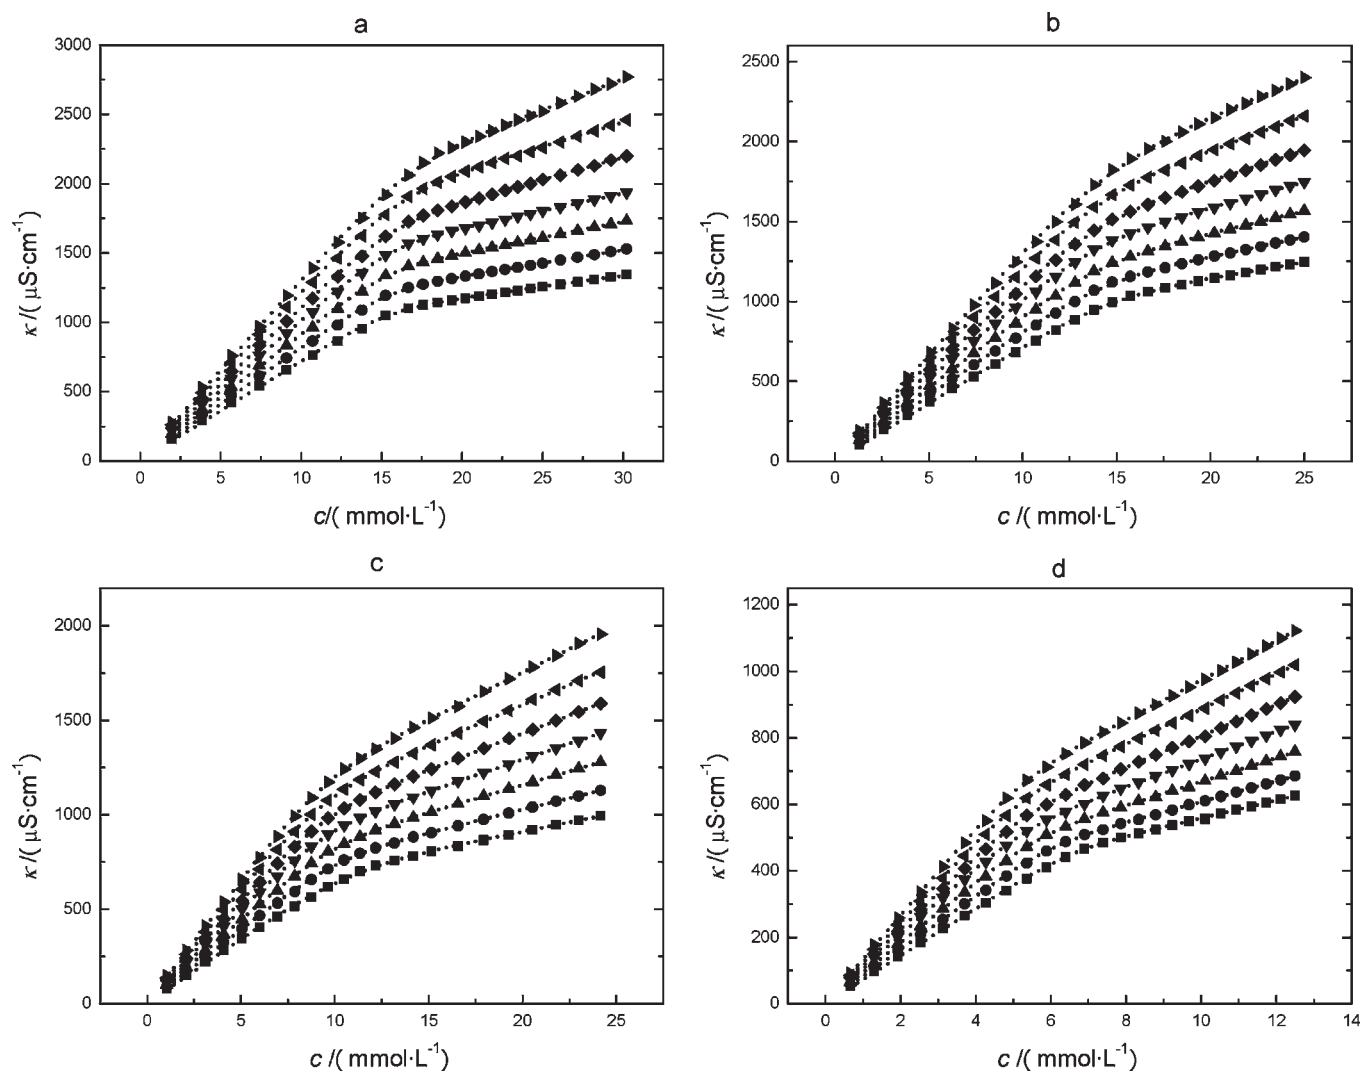 a
3000
2500
2000
1500
1000
500
0
κ /( μS·cm⁻¹)
0 5 10 15 20 25 30
c/( mmol·L⁻¹)
b
2500
2000
1500
1000
500
0
κ /( μS·cm⁻¹)
0 5 10 15 20 25
c /( mmol·L⁻¹)
c
2000
1500
1000
500
0
κ /( μS·cm⁻¹)
0 5 10 15 20 25
c /( mmol·L⁻¹)
d
1200
1000
800
600
400
200
0
κ /( μS·cm⁻¹)
0 2 4 6 8 10 12 14
c /( mmol·L⁻¹)